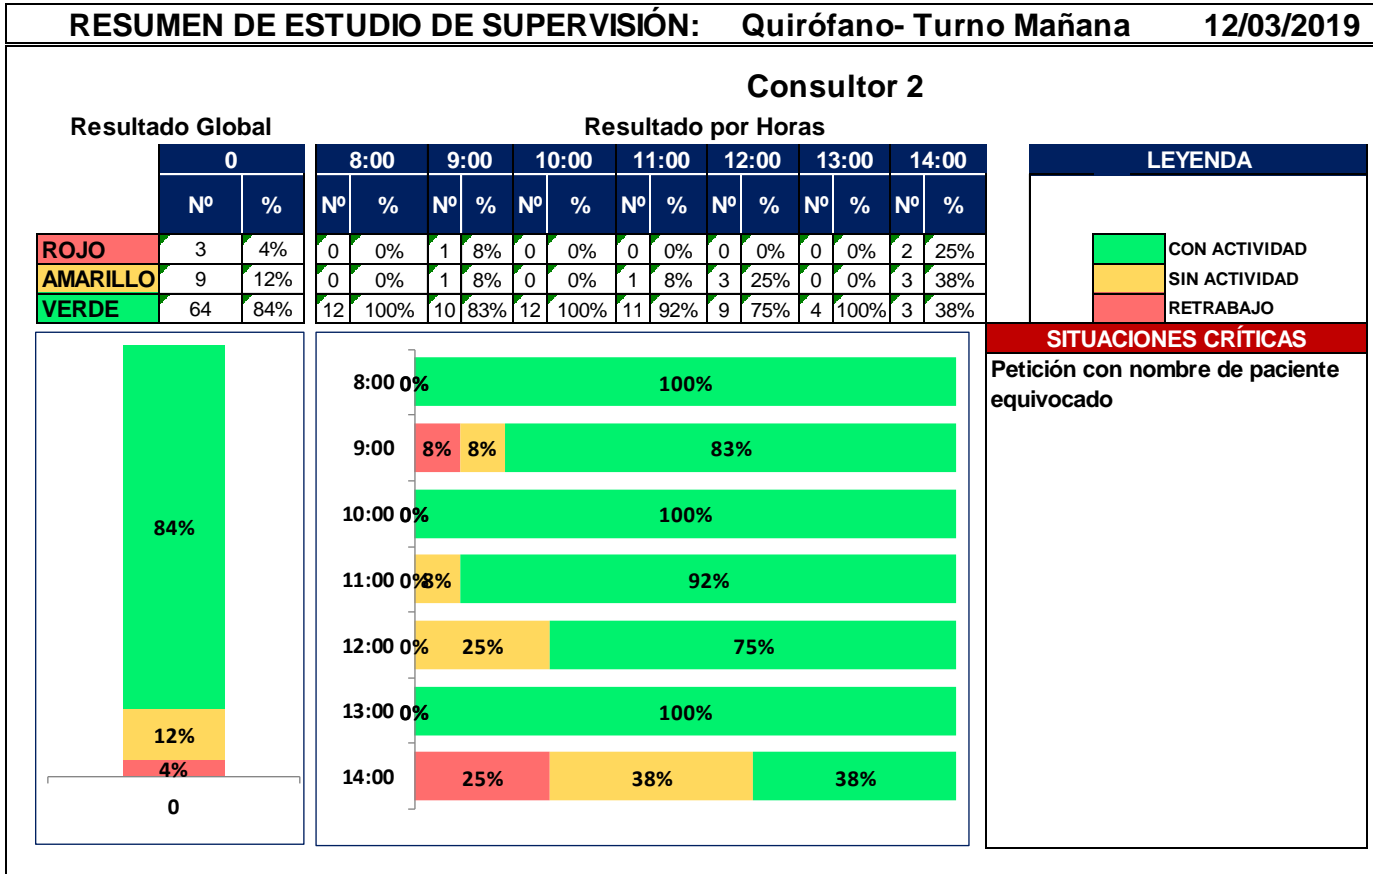 RESUMEN DE ESTUDIO DE SUPERVISIÓN: Quirófano- Turno Mañana 12/03/2019
Consultor 2
Resultado Global Resultado por Horas
0 8:00 9:00 10:00 11:00 12:00 13:00 14:00 LEYENDA
Nº % Nº % Nº % Nº % Nº % Nº % Nº % Nº %
ROJO 3 4% 0 0% 1 8% 0 0% 0 0% 0 0% 0 0% 2 25% CON ACTIVIDAD
AMARILLO 9 12% 0 0% 1 8% 0 0% 1 8% 3 25% 0 0% 3 38% SIN ACTIVIDAD
VERDE 64 84% 12 100% 10 83% 12 100% 11 92% 9 75% 4 100% 3 38% RETRABAJO
SITUACIONES CRÍTICAS
Petición con nombre de paciente
equivocado
84%
12%
4%
0
8:00 0% 100%
9:00 8% 8% 83%
10:00 0% 100%
11:00 0% 8% 92%
12:00 0% 25% 75%
13:00 0% 100%
14:00 25% 38% 38%